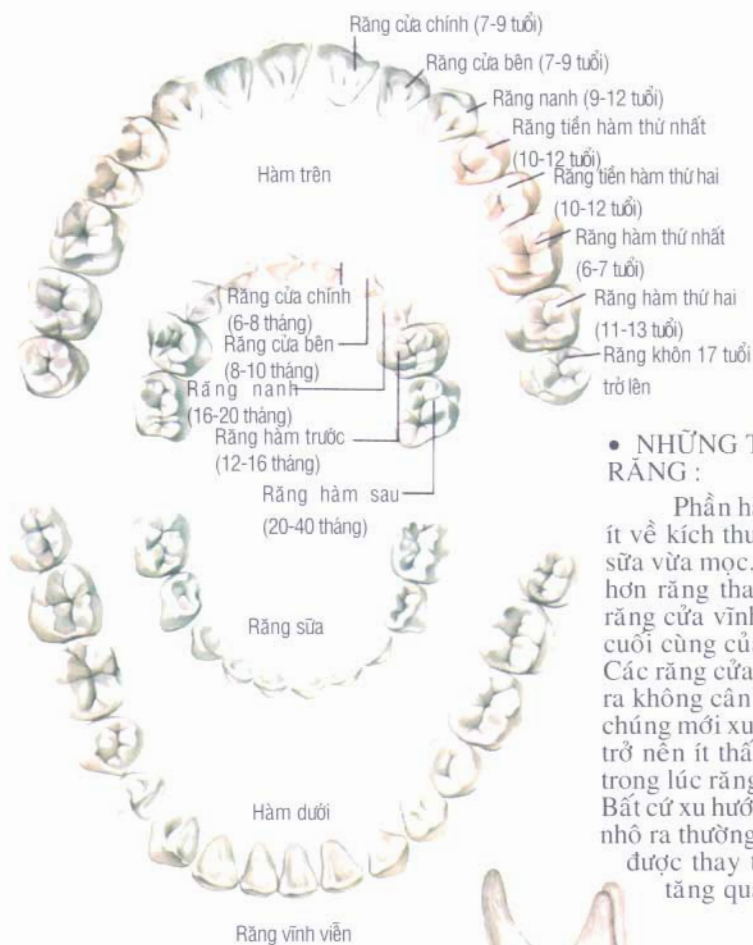 Răng cửa chính (7-9 tuổi)
Răng cửa bên (7-9 tuổi)
Răng nanh (9-12 tuổi)
Răng tiền hàm thứ nhất
(10-12 tuổi)
Răng tiền hàm thứ hai
(10-12 tuổi)
Răng hàm thứ nhất
(6-7 tuổi)
Răng hàm thứ hai
(11-13 tuổi)
Răng khôn 17 tuổi
trở lên
Hàm trên
Răng cửa chính
(6-8 tháng)
Răng cửa bên
(8-10 tháng)
Răng nanh
(16-20 tháng)
Răng hàm trước
(12-16 tháng)
Răng hàm sau
(20-40 tháng)
Răng sữa
Hàm dưới
Răng vĩnh viễn
• NHỮNG T
RĂNG :
Phần hà
ít về kích thu
sữa vừa mọc.
hơn răng tha
răng cửa vĩnh
cuối cùng củ
Các răng cửa
ra không cân
chúng mới xu
trở nên ít thấ
trong lúc răng
Bất cứ xu hướ
nhô ra thường
được thay t
tăng qu